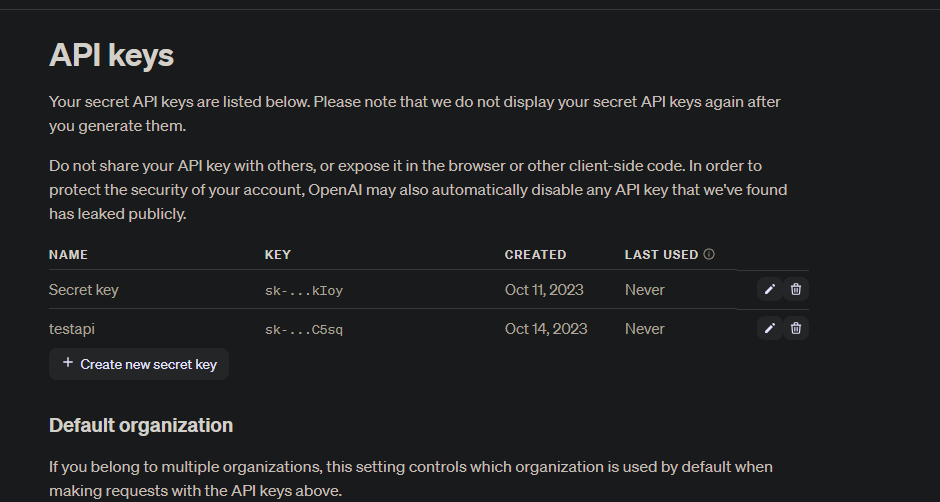 API keys
Your secret API keys are listed below. Please note that we do not display your secret API keys again after
you generate them.
Do not share your API key with others, or expose it in the browser or other client-side code. In order to
protect the security of your account, OpenAI may also automatically disable any API key that we've found
has leaked publicly.
NAME KEY CREATED LAST USED
Secret key sk-...kIoy Oct 11, 2023 Never
testapi sk-...C5sq Oct 14, 2023 Never
+ Create new secret key
Default organization
If you belong to multiple organizations, this setting controls which organization is used by default when
making requests with the API keys above.